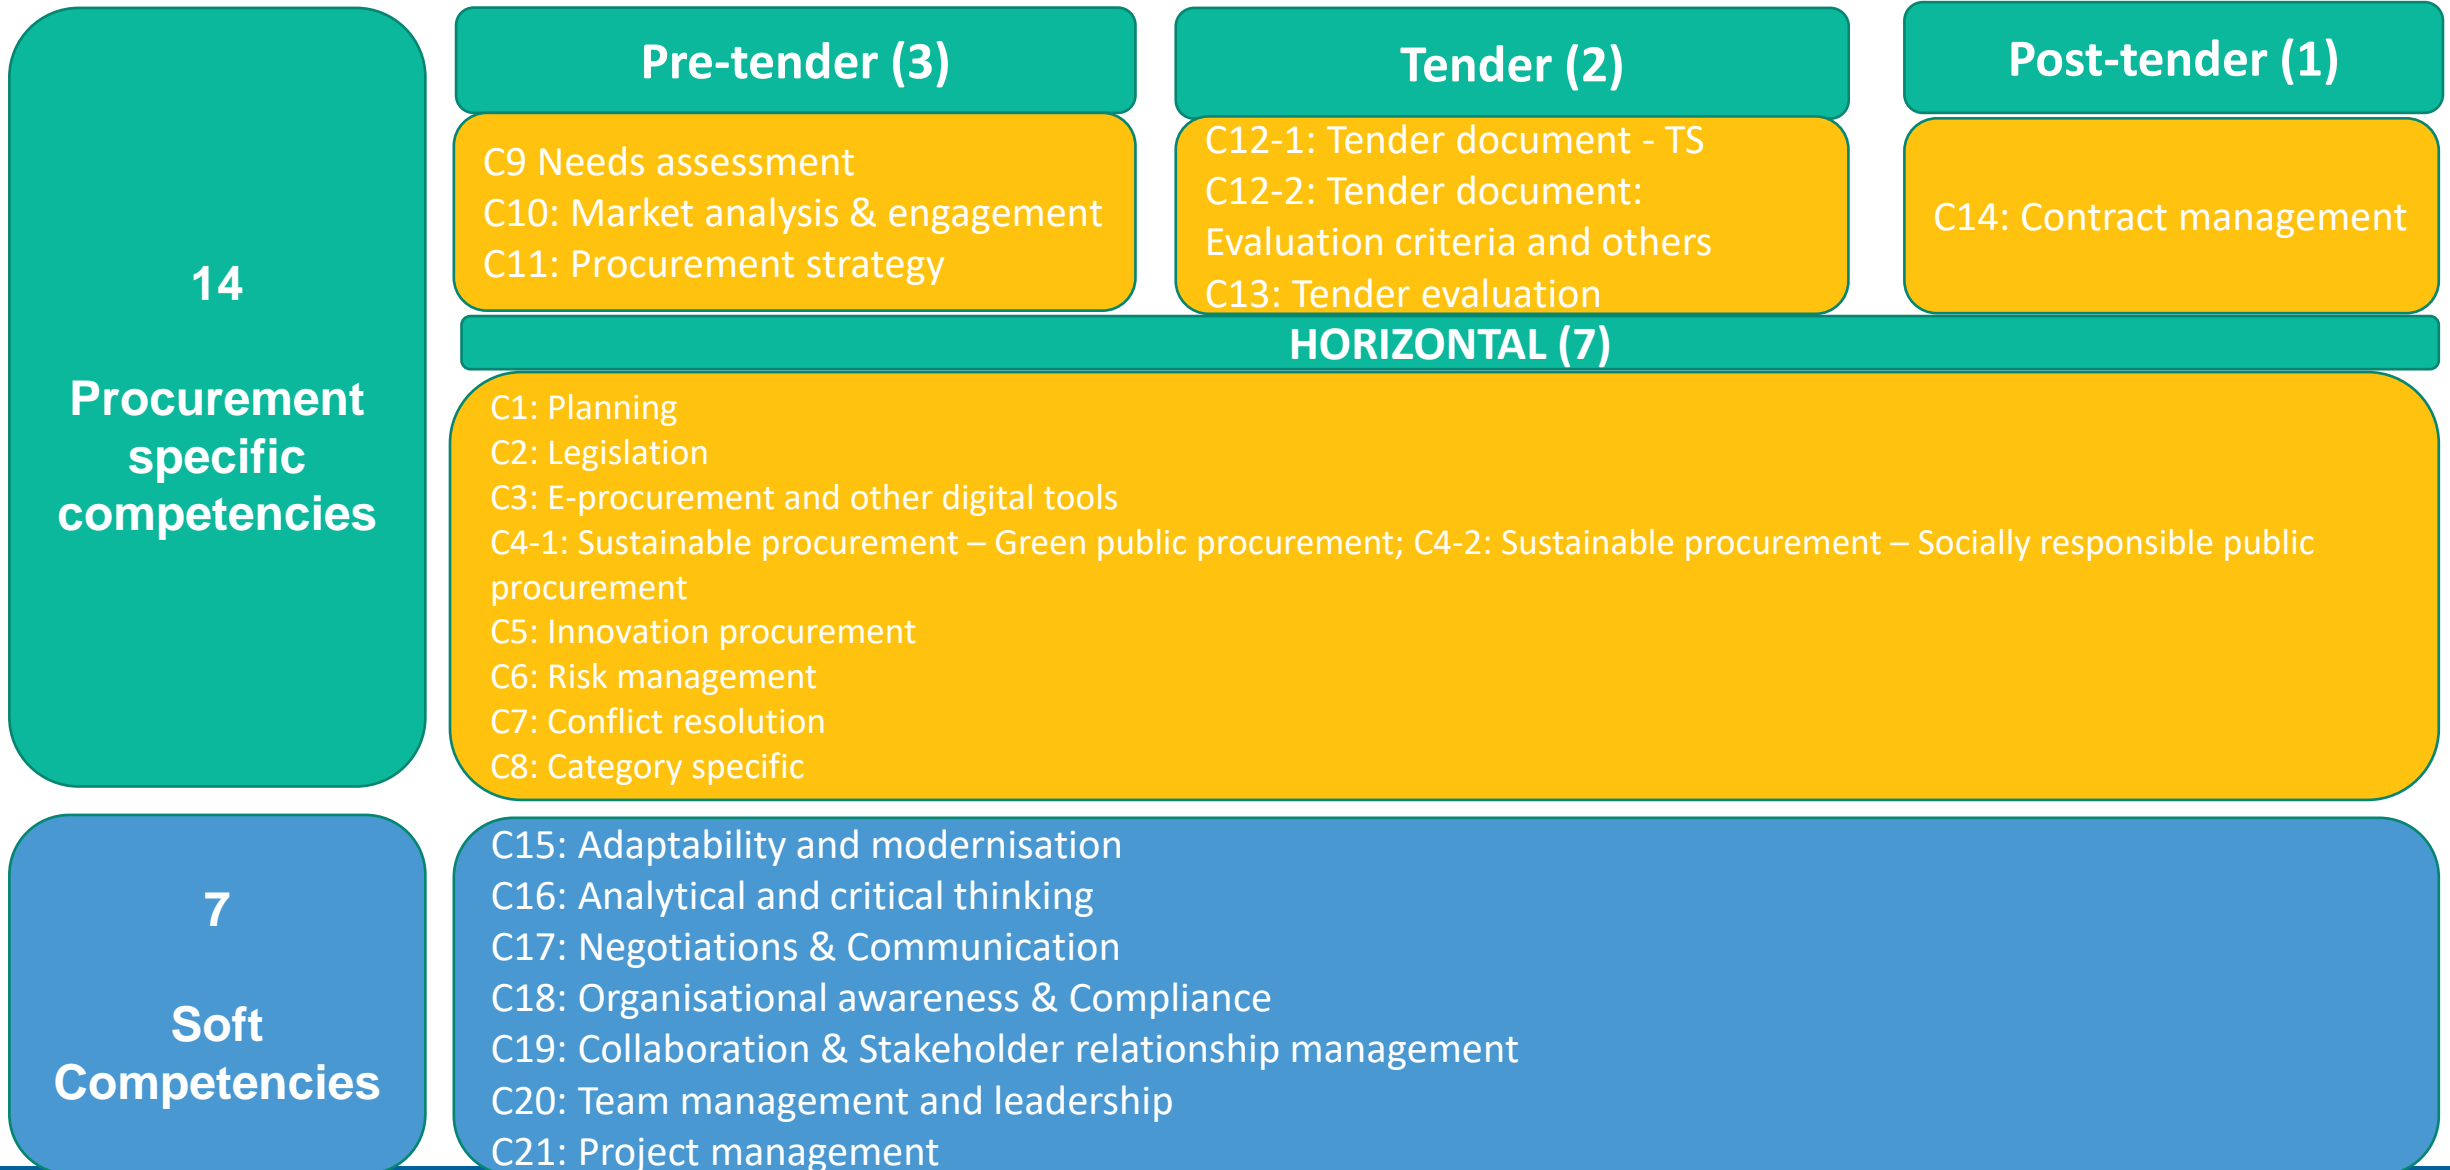 14
Procurement
specific
competencies
Pre-tender (3)
C9 Needs assessment
C10: Market analysis & engagement
C11: Procurement strategy
Tender (2)
C12-1: Tender document - TS
C12-2: Tender document:
Evaluation criteria and others
C13: Tender evaluation
Post-tender (1)
C14: Contract management
HORIZONTAL (7)
C1: Planning
C2: Legislation
C3: E-procurement and other digital tools
C4-1: Sustainable procurement – Green public procurement; C4-2: Sustainable procurement – Socially responsible public
procurement
C5: Innovation procurement
C6: Risk management
C7: Conflict resolution
C8: Category specific
7
Soft
Competencies
C15: Adaptability and modernisation
C16: Analytical and critical thinking
C17: Negotiations & Communication
C18: Organisational awareness & Compliance
C19: Collaboration & Stakeholder relationship management
C20: Team management and leadership
C21: Project management